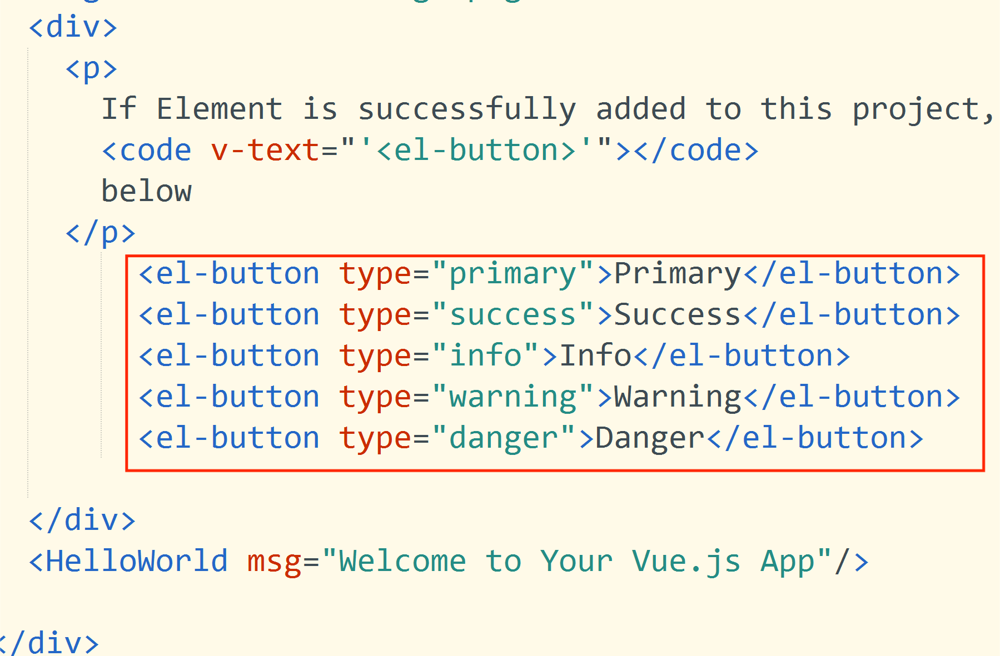 <div>
<p>
If Element is successfully added to this project,
<code v-text="'<el-button>'"></code>
below
</p>
<el-button type="primary">Primary</el-button>
<el-button type="success">Success</el-button>
<el-button type="info">Info</el-button>
<el-button type="warning">Warning</el-button>
<el-button type="danger">Danger</el-button>
</div>
<HelloWorld msg="Welcome to Your Vue.js App"/>
</div>